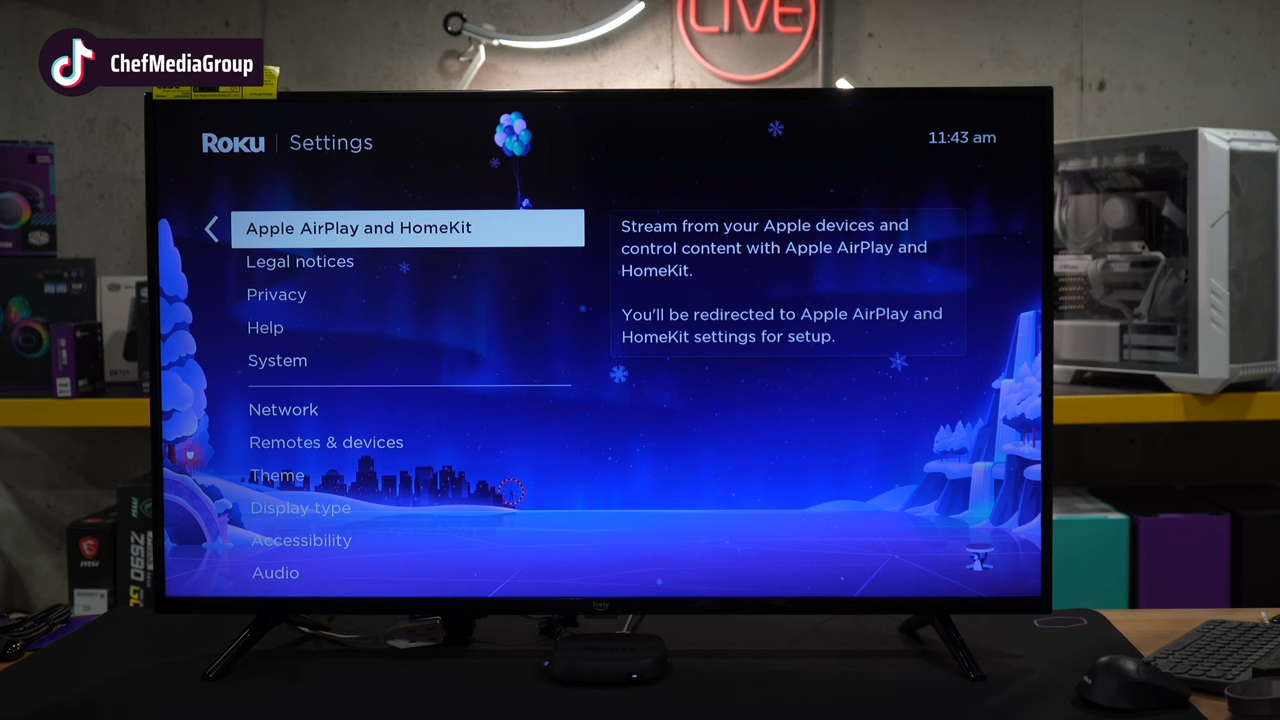 LIVE
ChefMediaGroup
Roku | Settings
11:43 am
Apple AirPlay and HomeKit
Legal notices
Privacy
Help
System
Network
Remotes & devices
Theme
Display type
Accessibility
Audio
Stream from your Apple devices and
control content with Apple AirPlay and
HomeKit.
You'll be redirected to Apple AirPlay and
HomeKit settings for setup.
msi
Z690